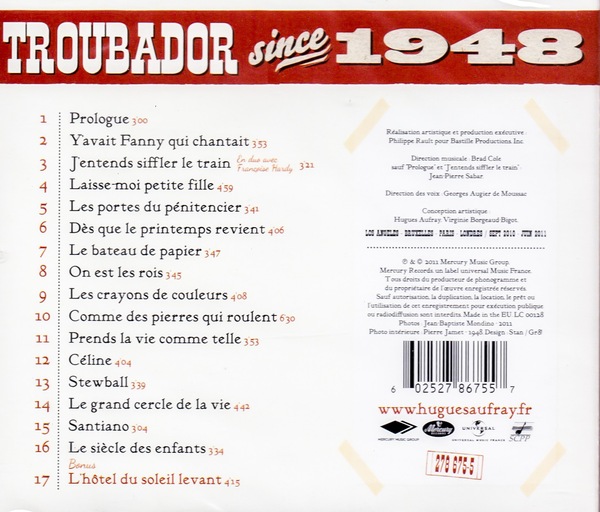 TROUBADOR since 1948
1 Prologue 3:00
2 Y'avait Fanny qui chantait 3:53
3 J'entends siffler le train En duo avec Françoise Hardy 3:21
4 Laisse-moi petite fille 4:59
5 Les portes du pénitencier 3:41
6 Dès que le printemps revient 4:06
7 Le bateau de papier 3:47
8 On est les rois 3:45
9 Les crayons de couleurs 4:08
10 Comme des pierres qui roulent 6:30
11 Prends la vie comme telle 3:53
12 Céline 4:04
13 Stewball 3:39
14 Le grand cercle de la vie 4:42
15 Santiano 3:04
16 Le siècle des enfants 3:34
Bonus
17 L'hôtel du soleil levant 4:15
Réalisation artistique et production exécutive :
Philippe Rault pour Bastille Productions, Inc
Direction musicale : Brad Cole
sauf "Prologue" et "J'entends siffler le train" :
Jean-Pierre Sabar
Direction des voix : Georges Augier de Moussac
Conception artistique
Hugues Aufray, Virginie Borgeaud Bigot
LOS ANGELES - BRUXELLES - PARIS - LONDRES / SEPT 2010 - JUIN 2011
℗ & © 2011 Mercury Music Group.
Mercury Records, un label universal Music France.
Tous droits du producteur de phonogramme et
du propriétaire de l'œuvre enregistrée réservés.
Sauf autorisation, la duplication, la location, le prêt ou
l'utilisation de cet enregistrement pour exécution publique
ou radiodiffusion sont interdits. Made in the EU LC 00128
Photos : Jean-Baptiste Mondino - 2011
Photo intérieure : Pierre Jamet - 1948 Design : Stan / Gr8!
6 02527 86755 7
www.huguesaufray.fr
MERCURY MUSIC GROUP
Mercury
UNIVERSAL
UNIVERSAL MUSIC FRANCE
SCPP
278 675-5